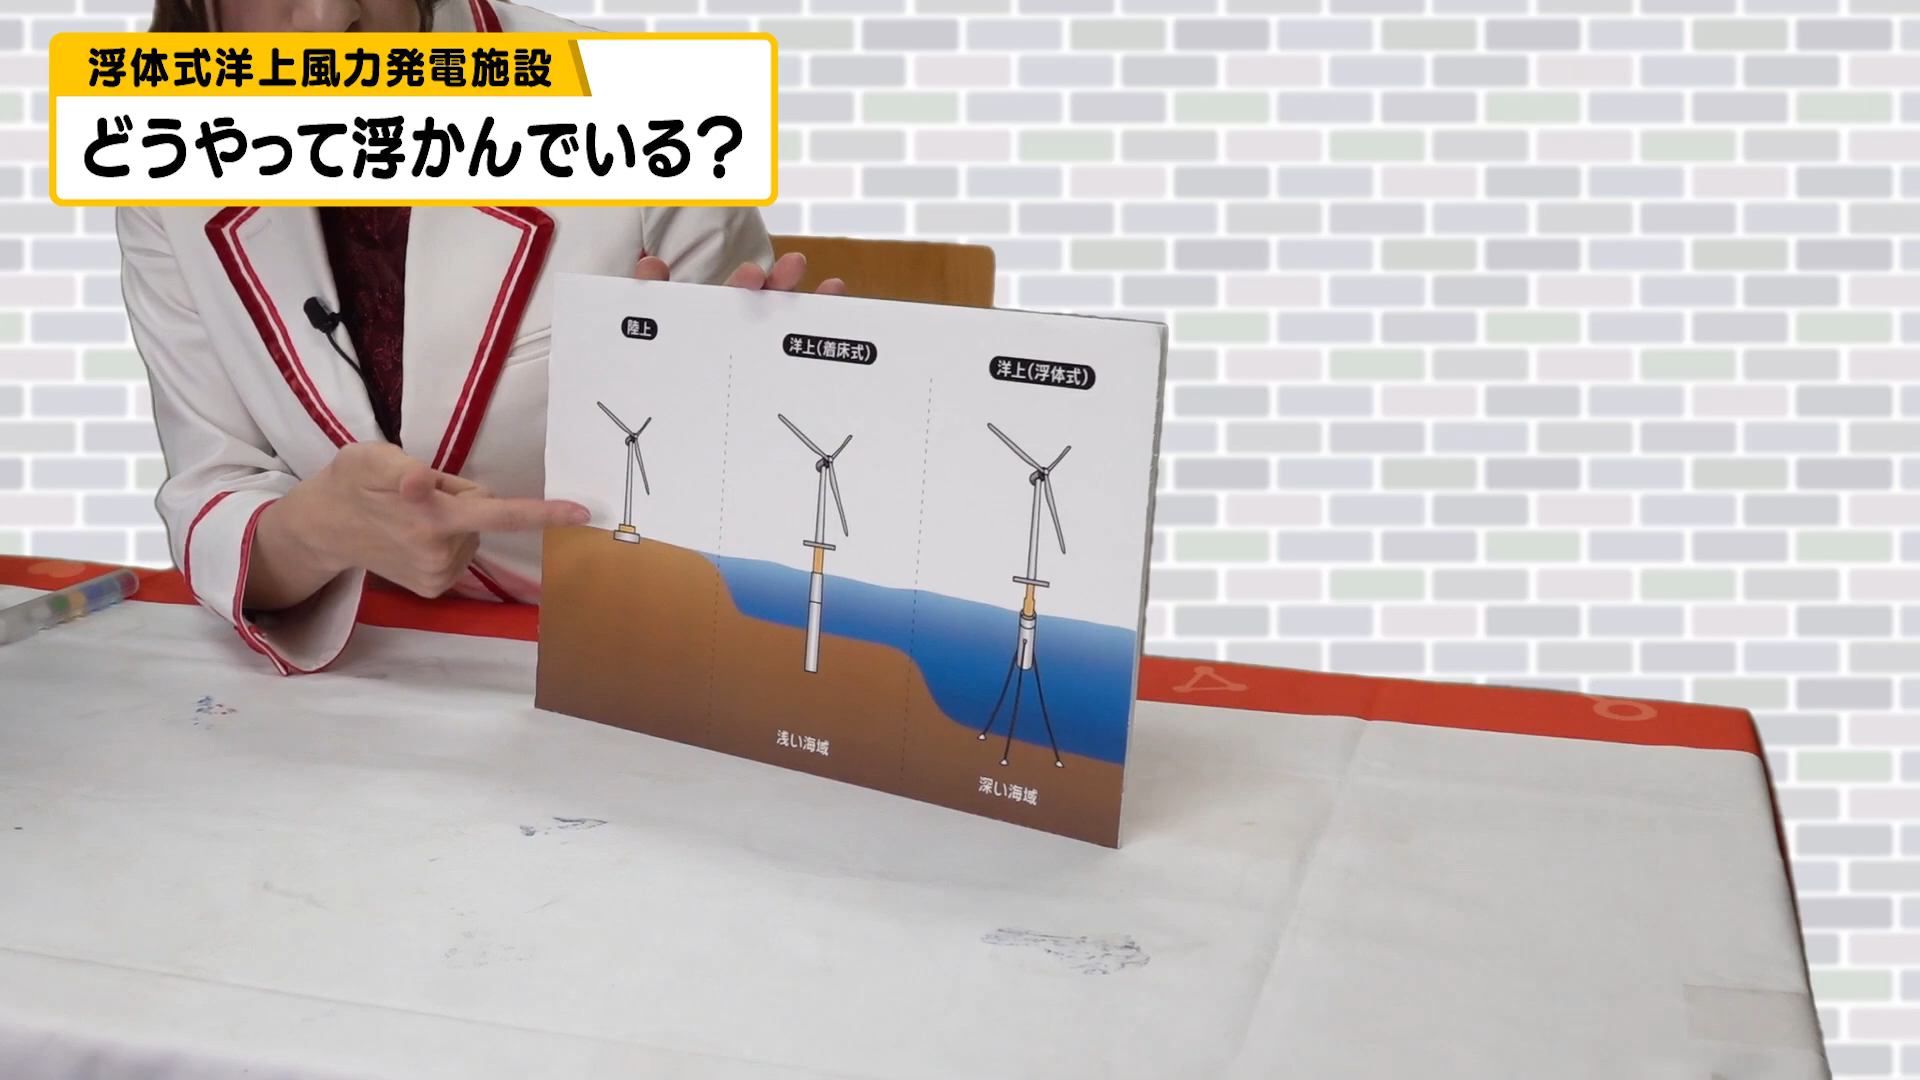 浮体式洋上風力発電施設
どうやって浮かんでいる?
陸上
洋上(着床式)
洋上(浮体式)
浅い海域
深い海域